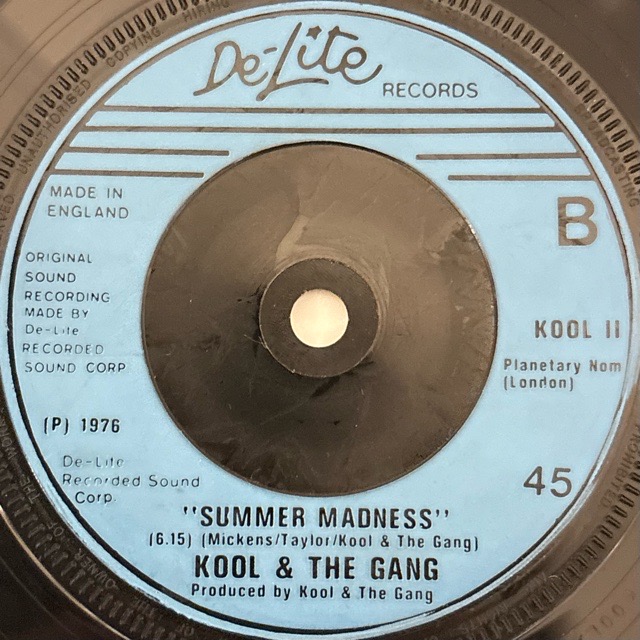 De-Lite
RECORDS
MADE IN
ENGLAND
B
ORIGINAL
SOUND
RECORDING
MADE BY
De-Lite
RECORDED
SOUND CORP
KOOL 11
Planetary Nom
(London)
(P) 1976
De-Lite
Recorded Sound
Corp.
45
"SUMMER MADNESS"
(6.15) (Mickens/Taylor/Kool & The Gang)
KOOL & THE GANG
Produced by Kool & The Gang